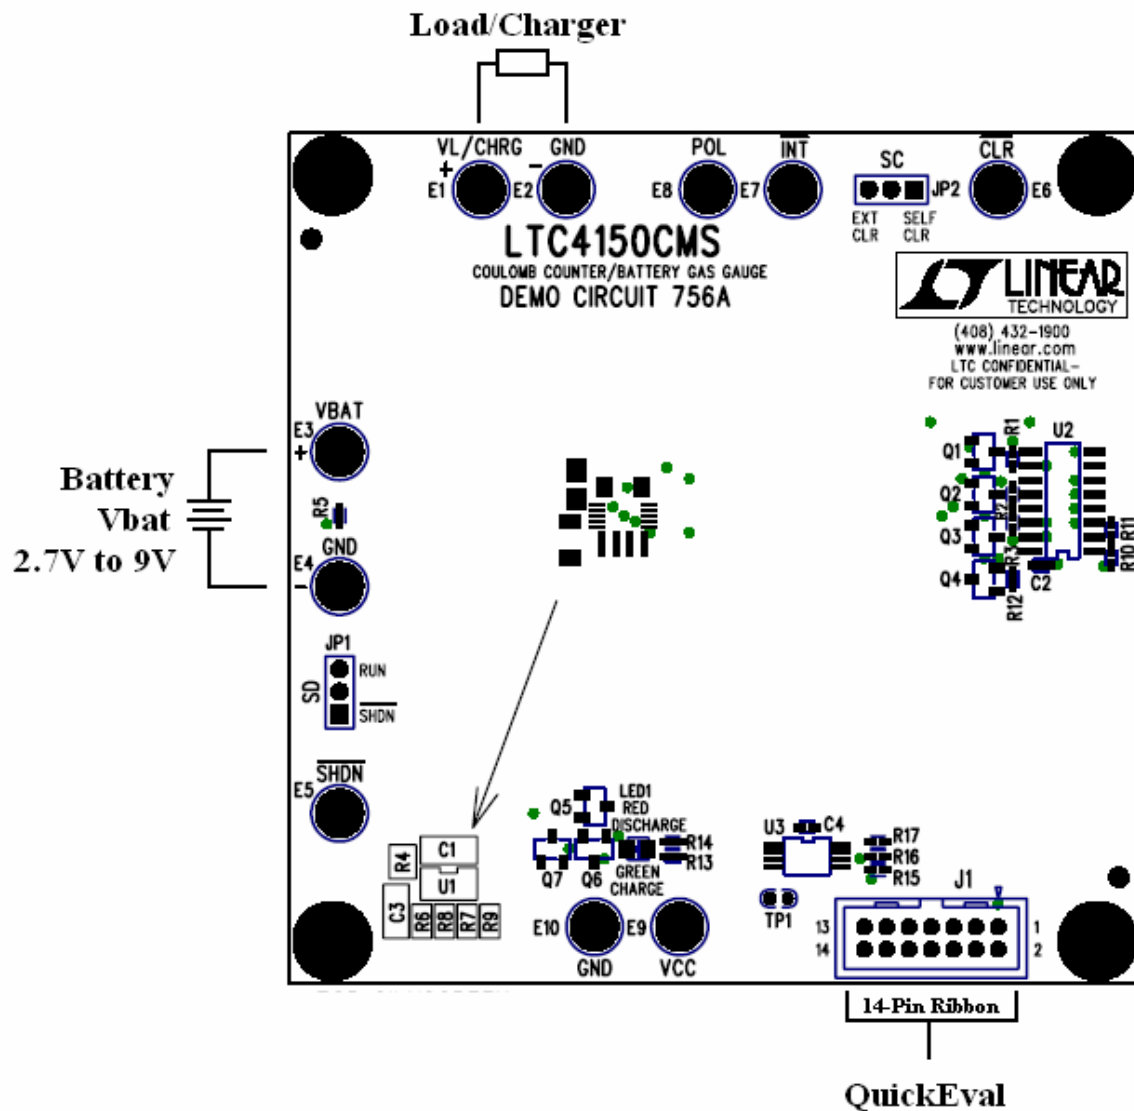 Load/Charger
VL/CHRG GND POL INT SC CLR
+ - 
E1 E2 E8 E7 JP2 E6
EXT CLR SELF CLR
LTC4150CMS
COULOMB COUNTER/BATTERY GAS GAUGE
DEMO CIRCUIT 756A
LINEAR
TECHNOLOGY
(408) 432-1900
www.linear.com
LTC CONFIDENTIAL-
FOR CUSTOMER USE ONLY
VBAT
E3
+
Battery
Vbat
2.7V to 9V
R5
GND
E4
-
Q1 R1 U2
Q2 R2
Q3 R3 R11
Q4 R12 C2 R10
JP1
RUN
SD
SHDN
SHDN
E5
R4 C1
U1
C3 R6 R8 R7 R9
Q5 LED1
RED
DISCHARGE
R14
R13
Q7 Q6 GREEN
CHARGE
E10 E9
GND VCC
U3 C4 R17
R16
R15
TP1
J1
13 1
14 2
14-Pin Ribbon
QuickEval